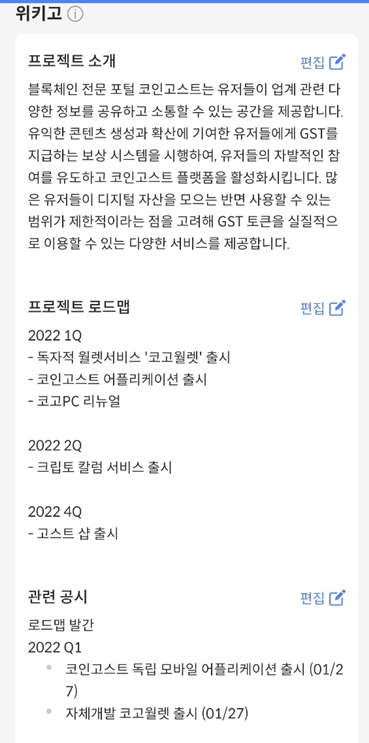 위키고 ⓘ
프로젝트 소개 편집
블록체인 전문 포털 코인고스트는 유저들이 업계 관련 다
양한 정보를 공유하고 소통할 수 있는 공간을 제공합니다.
유익한 콘텐츠 생성과 확산에 기여한 유저들에게 GST를
지급하는 보상 시스템을 시행하여, 유저들의 자발적인 참
여를 유도하고 코인고스트 플랫폼을 활성화시킵니다. 많
은 유저들이 디지털 자산을 모으는 반면 사용할 수 있는
범위가 제한적이라는 점을 고려해 GST 토큰을 실질적으
로 이용할 수 있는 다양한 서비스를 제공합니다.
프로젝트 로드맵 편집
2022 1Q
- 독자적 월렛서비스 '코고월렛' 출시
- 코인고스트 어플리케이션 출시
- 코고PC 리뉴얼
2022 2Q
- 크립토 칼럼 서비스 출시
2022 4Q
- 고스트 샵 출시
관련 공시 편집
로드맵 발간
2022 Q1
• 코인고스트 독립 모바일 어플리케이션 출시 (01/2
7)
• 자체개발 코고월렛 출시 (01/27)